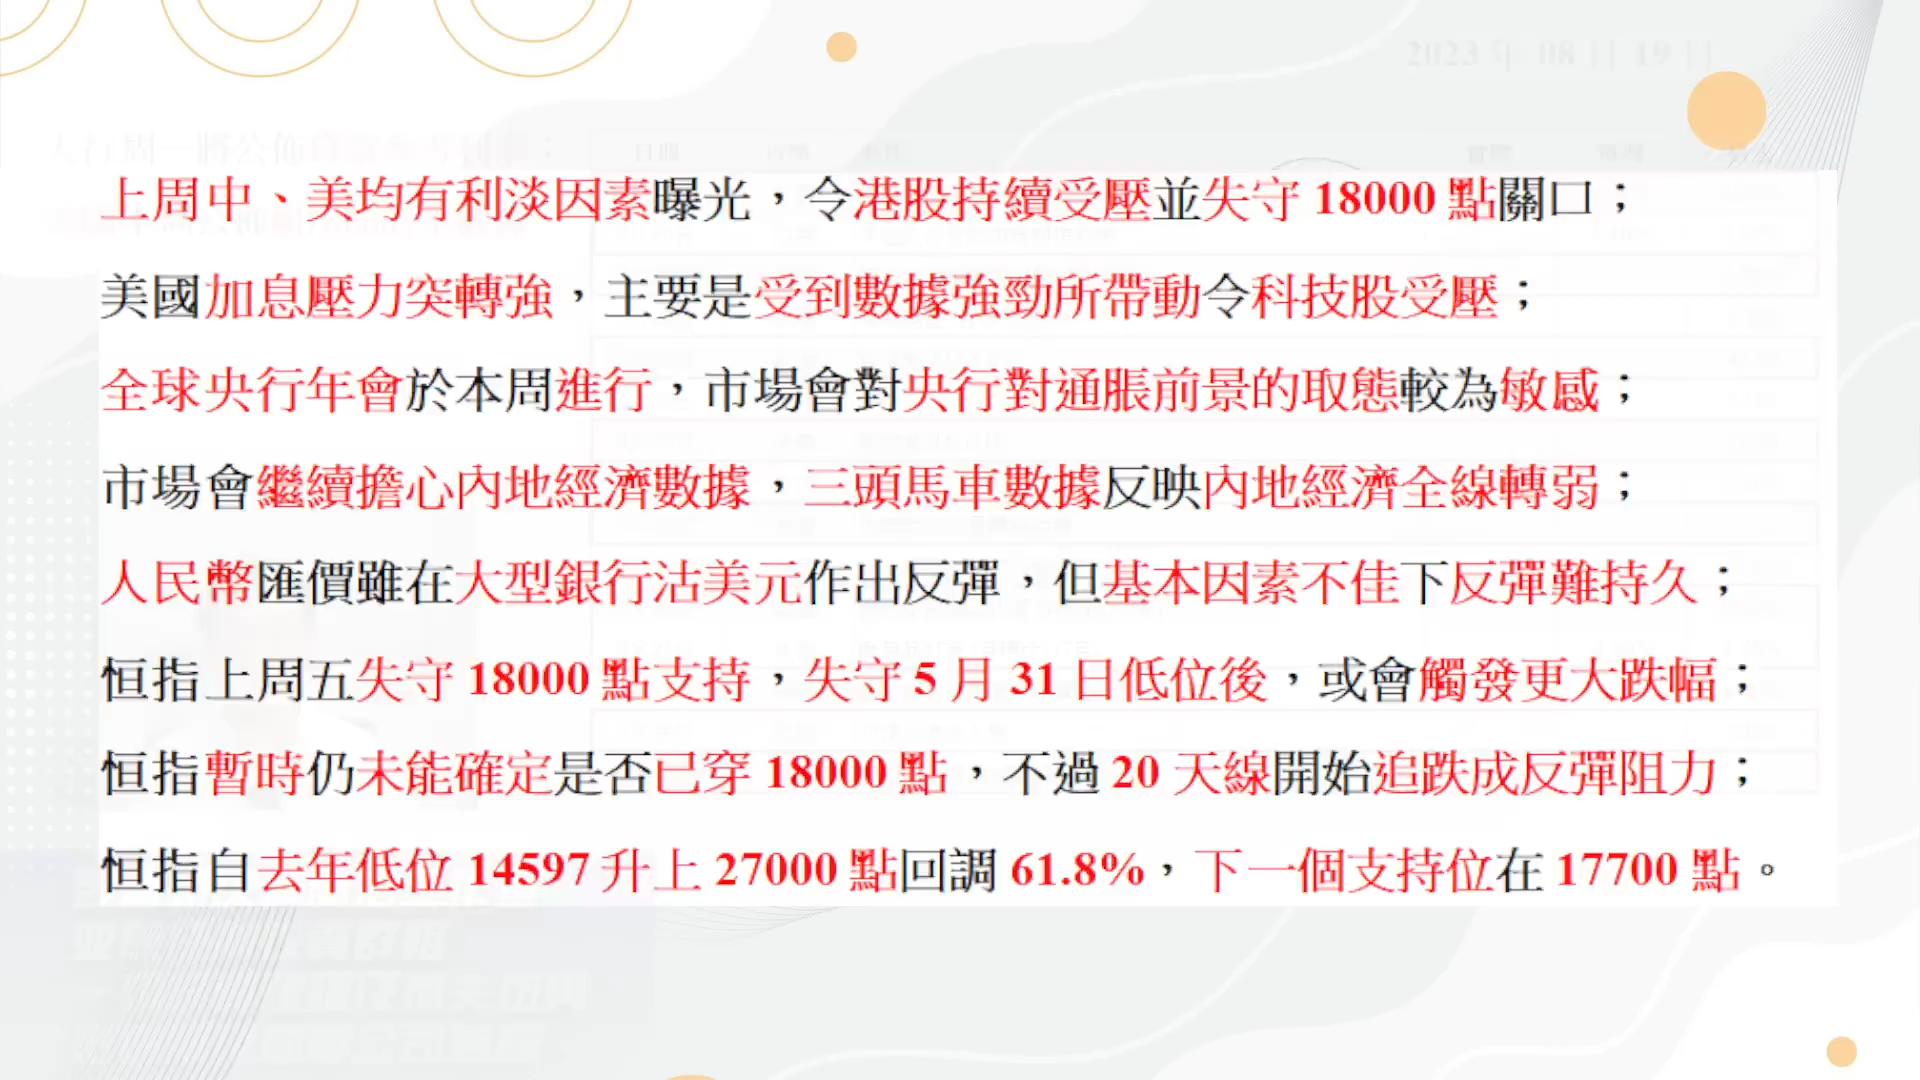 2023 年 08 月 19 日
上周中、美均有利淡因素曝光，令港股持續受壓並失守 18000 點關口；
美國加息壓力突轉強，主要是受到數據強勁所帶動令科技股受壓；
全球央行年會於本周進行，市場會對央行對通脹前景的取態較為敏感；
市場會繼續擔心內地經濟數據，三頭馬車數據反映內地經濟全線轉弱；
人民幣匯價雖在大型銀行沽美元作出反彈，但基本因素不佳下反彈難持久；
恒指上周五失守 18000 點支持，失守 5 月 31 日低位後，或會觸發更大跌幅；
恒指暫時仍未能確定是否已穿 18000 點，不過 20 天線開始追跌成反彈阻力；
恒指自去年低位 14597 升上 27000 點回調 61.8%，下一個支持位在 17700 點。